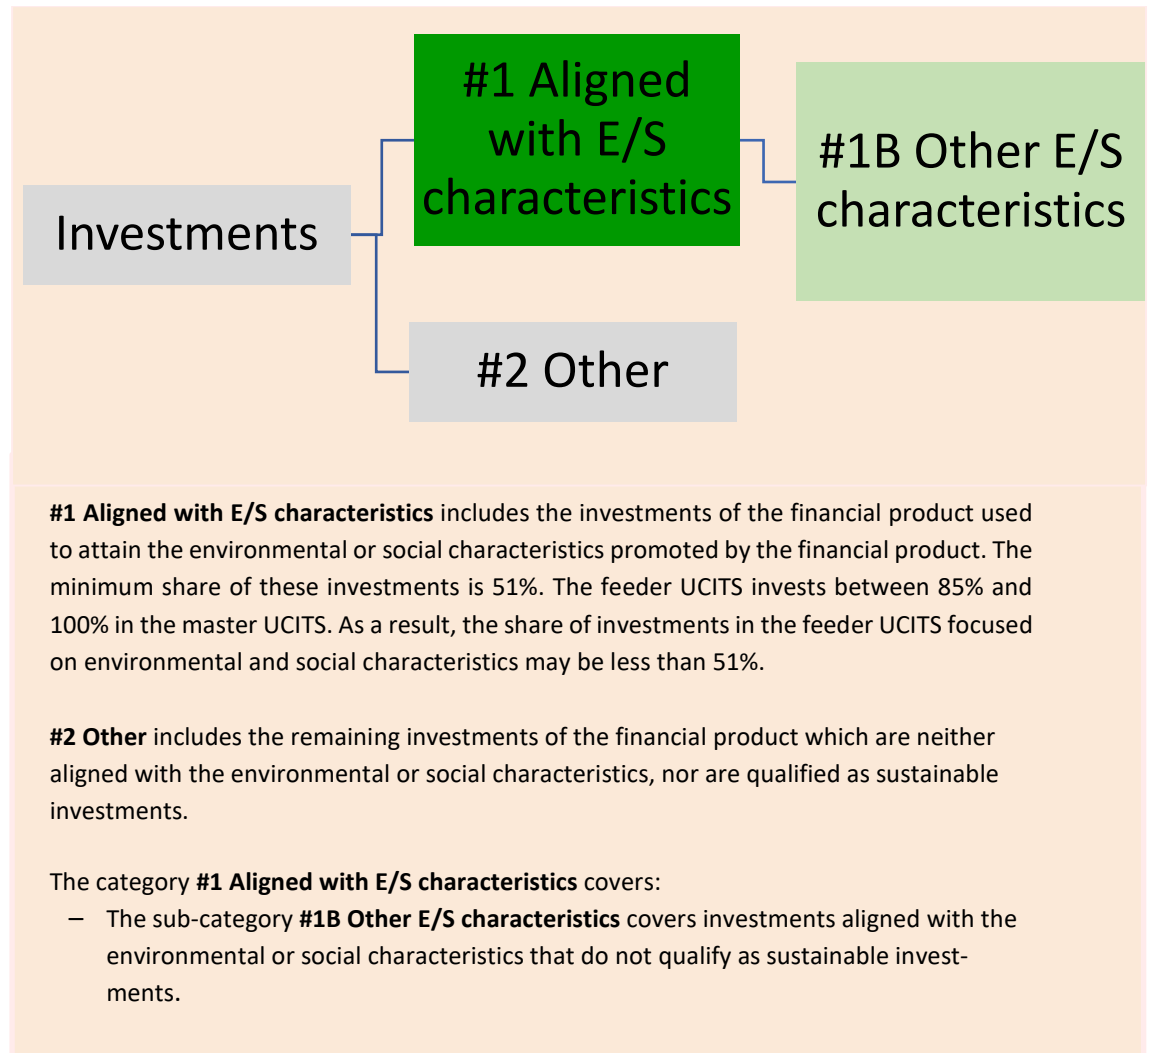 #1 Aligned
with E/S
characteristics
#1B Other E/S
characteristics
Investments
#2 Other
#1 Aligned with E/S characteristics includes the investments of the financial product used
to attain the environmental or social characteristics promoted by the financial product. The
minimum share of these investments is 51%. The feeder UCITS invests between 85% and
100% in the master UCITS. As a result, the share of investments in the feeder UCITS focused
on environmental and social characteristics may be less than 51%.
#2 Other includes the remaining investments of the financial product which are neither
aligned with the environmental or social characteristics, nor are qualified as sustainable
investments.
The category #1 Aligned with E/S characteristics covers:
– The sub-category #1B Other E/S characteristics covers investments aligned with the
environmental or social characteristics that do not qualify as sustainable invest-
ments.